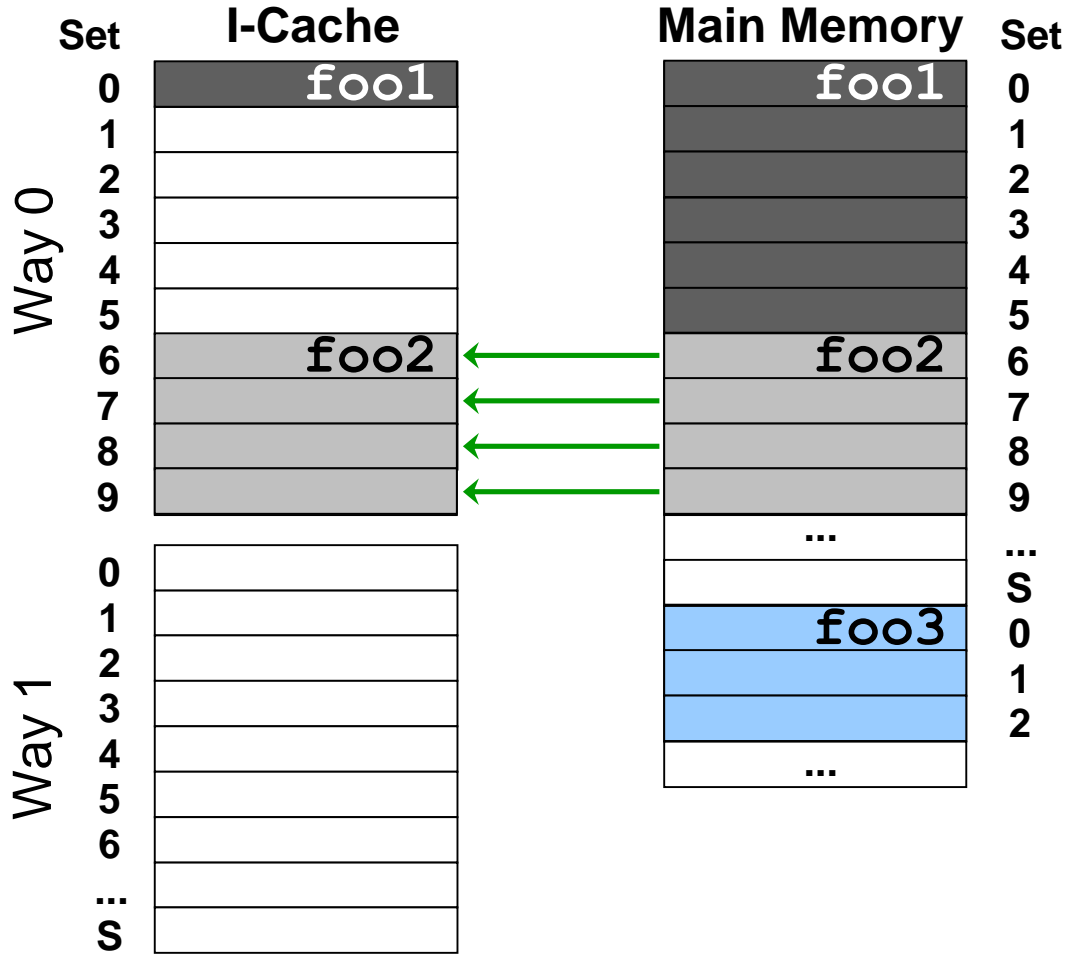 Set I-Cache Main Memory Set
0 foo1 foo1 0
1 1
2 2
3 3
4 4
5 5
Way 0
6 foo2 foo2 6
7 7
8 8
9 9
... ...
0 S
1 foo3 0
2 1
3 2
4 ...
5
6
...
S
Way 1